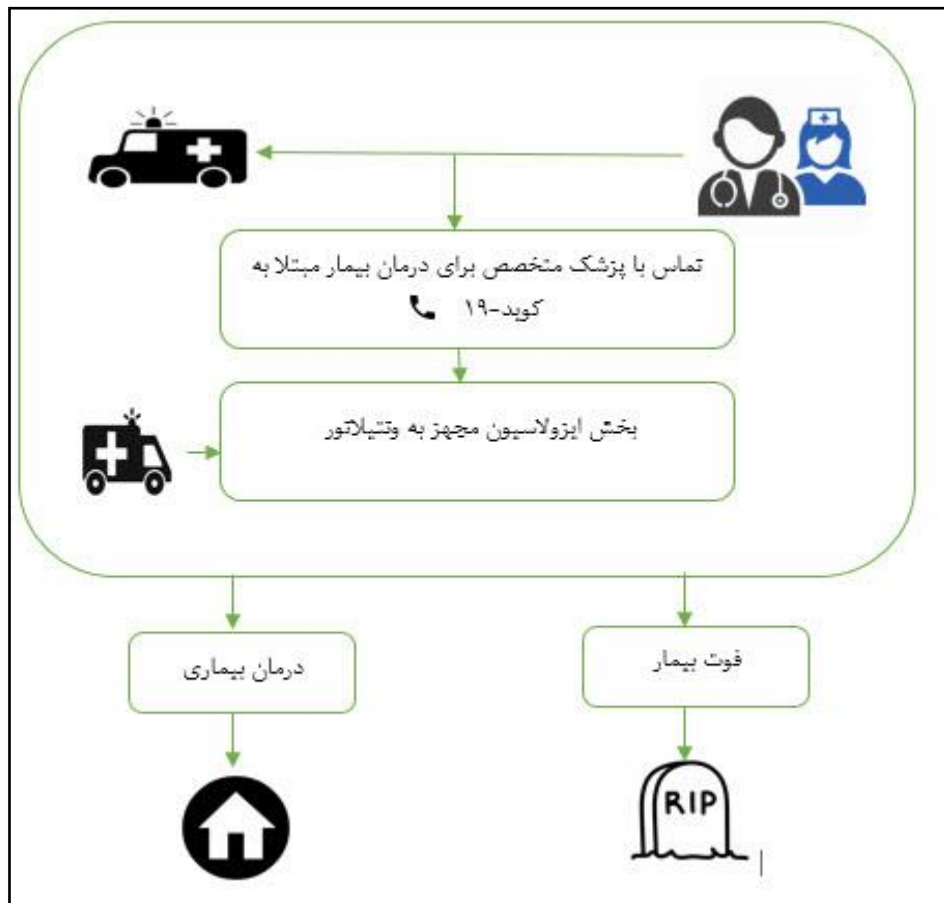 تماس با پزشک متخصص برای درمان بیمار مبتلا به
کوید-۱۹
بخش ایزولاسیون مجهز به ونتیلاتور
فوت بیمار
درمان بیماری
RIP